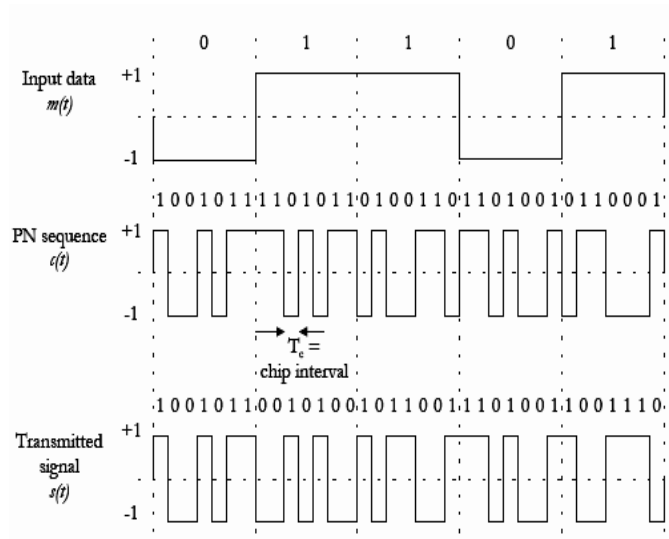 0 1 1 0 1
+1
Input data
m(t)
-1
1 0 0 1 0 1 1 1 1 0 1 0 1 1 0 1 0 0 1 1 0 1 1 0 1 0 0 1 0 1 1 0 0 0 1
+1
PN sequence
c(t)
-1
Tc =
chip interval
1 0 0 1 0 1 1 0 0 1 0 1 0 0 1 0 1 1 0 0 1 1 1 0 1 0 0 1 1 0 0 1 1 1 0
+1
Transmitted
signal
s(t)
-1